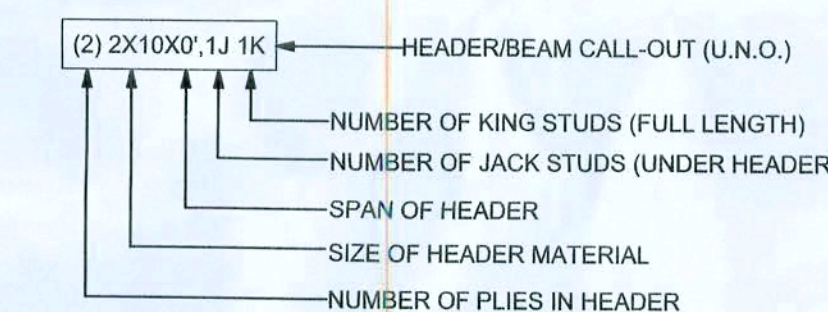 (2) 2X10X0',1J 1K HEADER/BEAM CALL-OUT (U.N.O.)
NUMBER OF KING STUDS (FULL LENGTH)
NUMBER OF JACK STUDS (UNDER HEADER
SPAN OF HEADER
SIZE OF HEADER MATERIAL
NUMBER OF PLIES IN HEADER